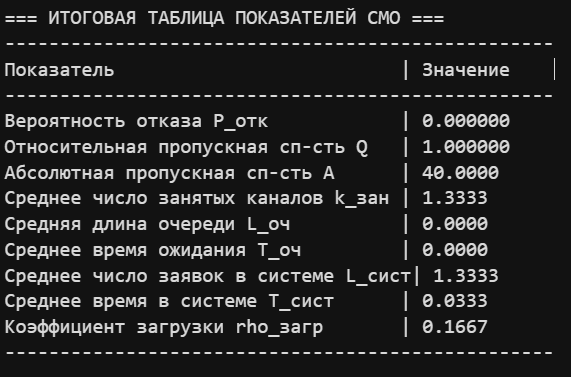 === ИТОГОВАЯ ТАБЛИЦА ПОКАЗАТЕЛЕЙ СМО ===
--------------------------------------------------
Показатель                          | Значение    |
--------------------------------------------------
Вероятность отказа P_отк            | 0.000000
Относительная пропускная сп-сть Q   | 1.000000
Абсолютная пропускная сп-сть A      | 40.0000
Среднее число занятых каналов k_зан | 1.3333
Средняя длина очереди L_оч          | 0.0000
Среднее время ожидания T_оч         | 0.0000
Среднее число заявок в системе L_сист| 1.3333
Среднее время в системе T_сист      | 0.0333
Коэффициент загрузки rho_загр       | 0.1667
--------------------------------------------------